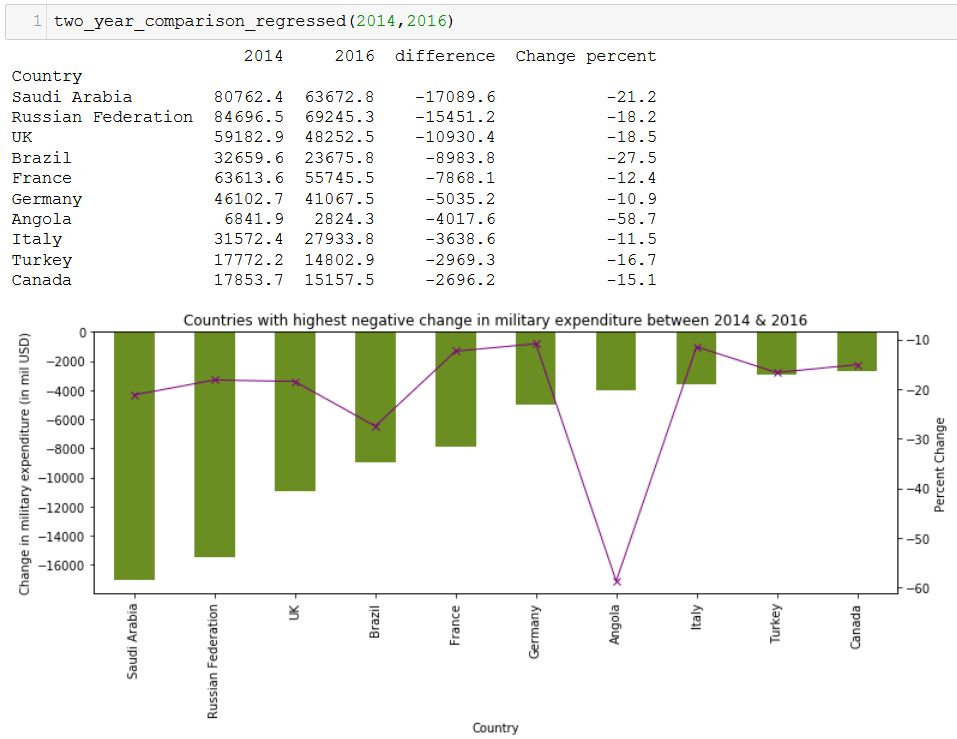 1 two_year_comparison_regressed(2014,2016)
2014 2016 difference Change percent
Country
Saudi Arabia 80762.4 63672.8 -17089.6 -21.2
Russian Federation 84696.5 69245.3 -15451.2 -18.2
UK 59182.9 48252.5 -10930.4 -18.5
Brazil 32659.6 23675.8 -8983.8 -27.5
France 63613.6 55745.5 -7868.1 -12.4
Germany 46102.7 41067.5 -5035.2 -10.9
Angola 6841.9 2824.3 -4017.6 -58.7
Italy 31572.4 27933.8 -3638.6 -11.5
Turkey 17772.2 14802.9 -2969.3 -16.7
Canada 17853.7 15157.5 -2696.2 -15.1
Countries with highest negative change in military expenditure between 2014 & 2016
Change in military expenditure (in mil USD)
0
−2000
−4000
−6000
−8000
−10000
−12000
−14000
−16000
−10
−20
−30
−40
−50
−60
Percent Change
Saudi Arabia
Russian Federation
UK
Brazil
France
Germany
Angola
Italy
Turkey
Canada
Country